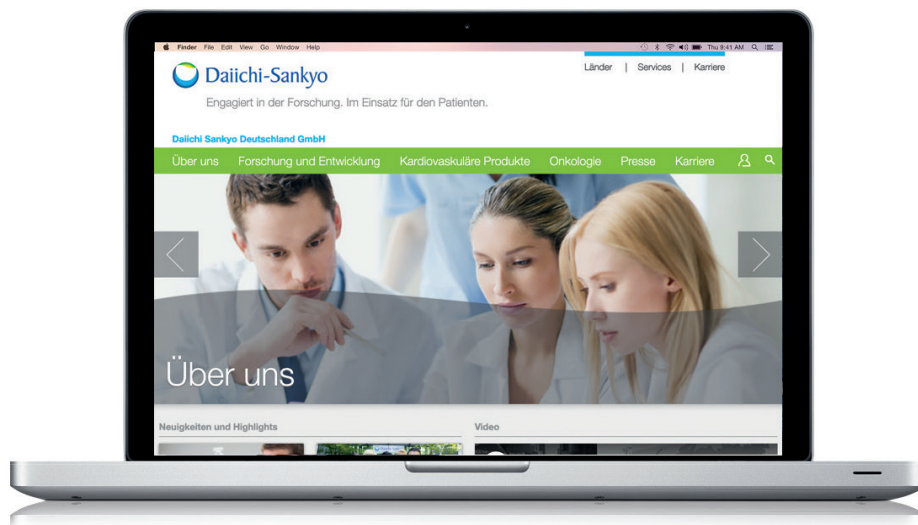 Finder File Edit View Go Window Help Thu 9:41 AM
Länder | Services | Karriere
Daiichi-Sankyo
Engagiert in der Forschung. Im Einsatz für den Patienten.
Daiichi Sankyo Deutschland GmbH
Über uns Forschung und Entwicklung Kardiovaskuläre Produkte Onkologie Presse Karriere
Über uns
Neuigkeiten und Highlights Video